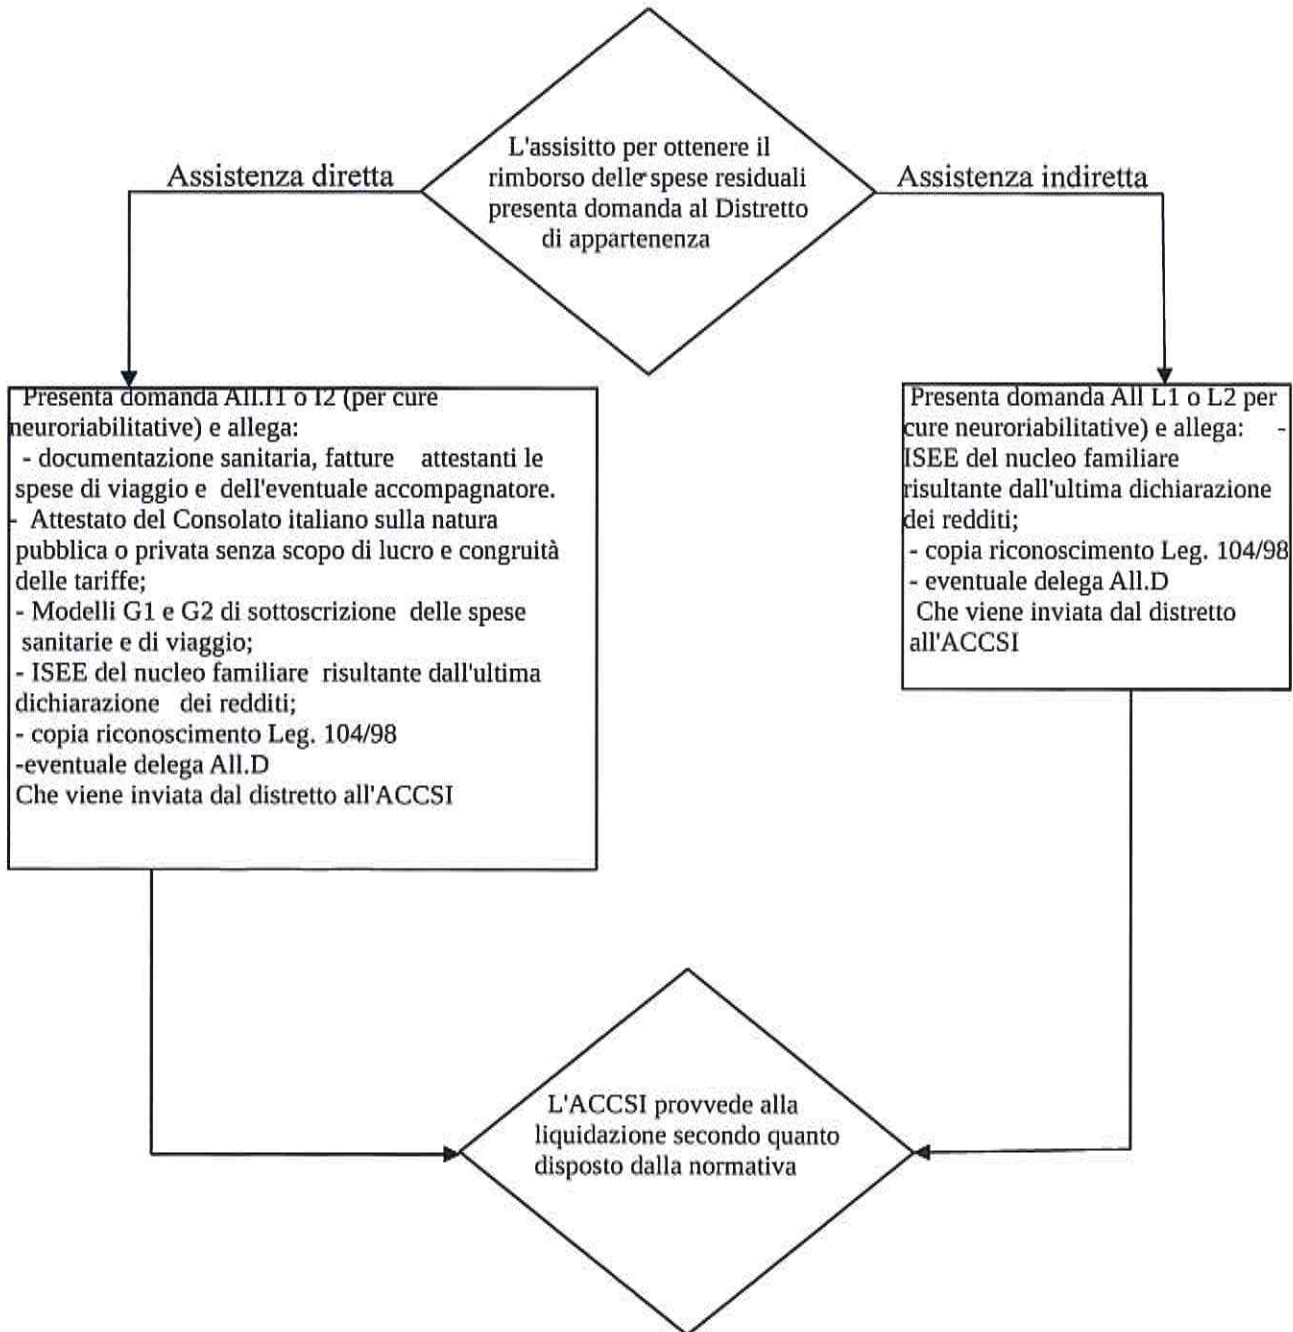 L'assisitto per ottenere il
rimborso delle spese residuali
presenta domanda al Distretto
di appartenenza
Assistenza diretta
Assistenza indiretta
Presenta domanda All.I1 o I2 (per cure
neuroriabilitative) e allega:
- documentazione sanitaria, fatture attestanti le
spese di viaggio e dell'eventuale accompagnatore.
- Attestato del Consolato italiano sulla natura
pubblica o privata senza scopo di lucro e congruità
delle tariffe;
- Modelli G1 e G2 di sottoscrizione delle spese
sanitarie e di viaggio;
- ISEE del nucleo familiare risultante dall'ultima
dichiarazione dei redditi;
- copia riconoscimento Leg. 104/98
-eventuale delega All.D
Che viene inviata dal distretto all'ACCSI
Presenta domanda All L1 o L2 per
cure neuroriabilitative) e allega: -
ISEE del nucleo familiare
risultante dall'ultima dichiarazione
dei redditi;
- copia riconoscimento Leg. 104/98
- eventuale delega All.D
Che viene inviata dal distretto
all'ACCSI
L'ACCSI provvede alla
liquidazione secondo quanto
disposto dalla normativa